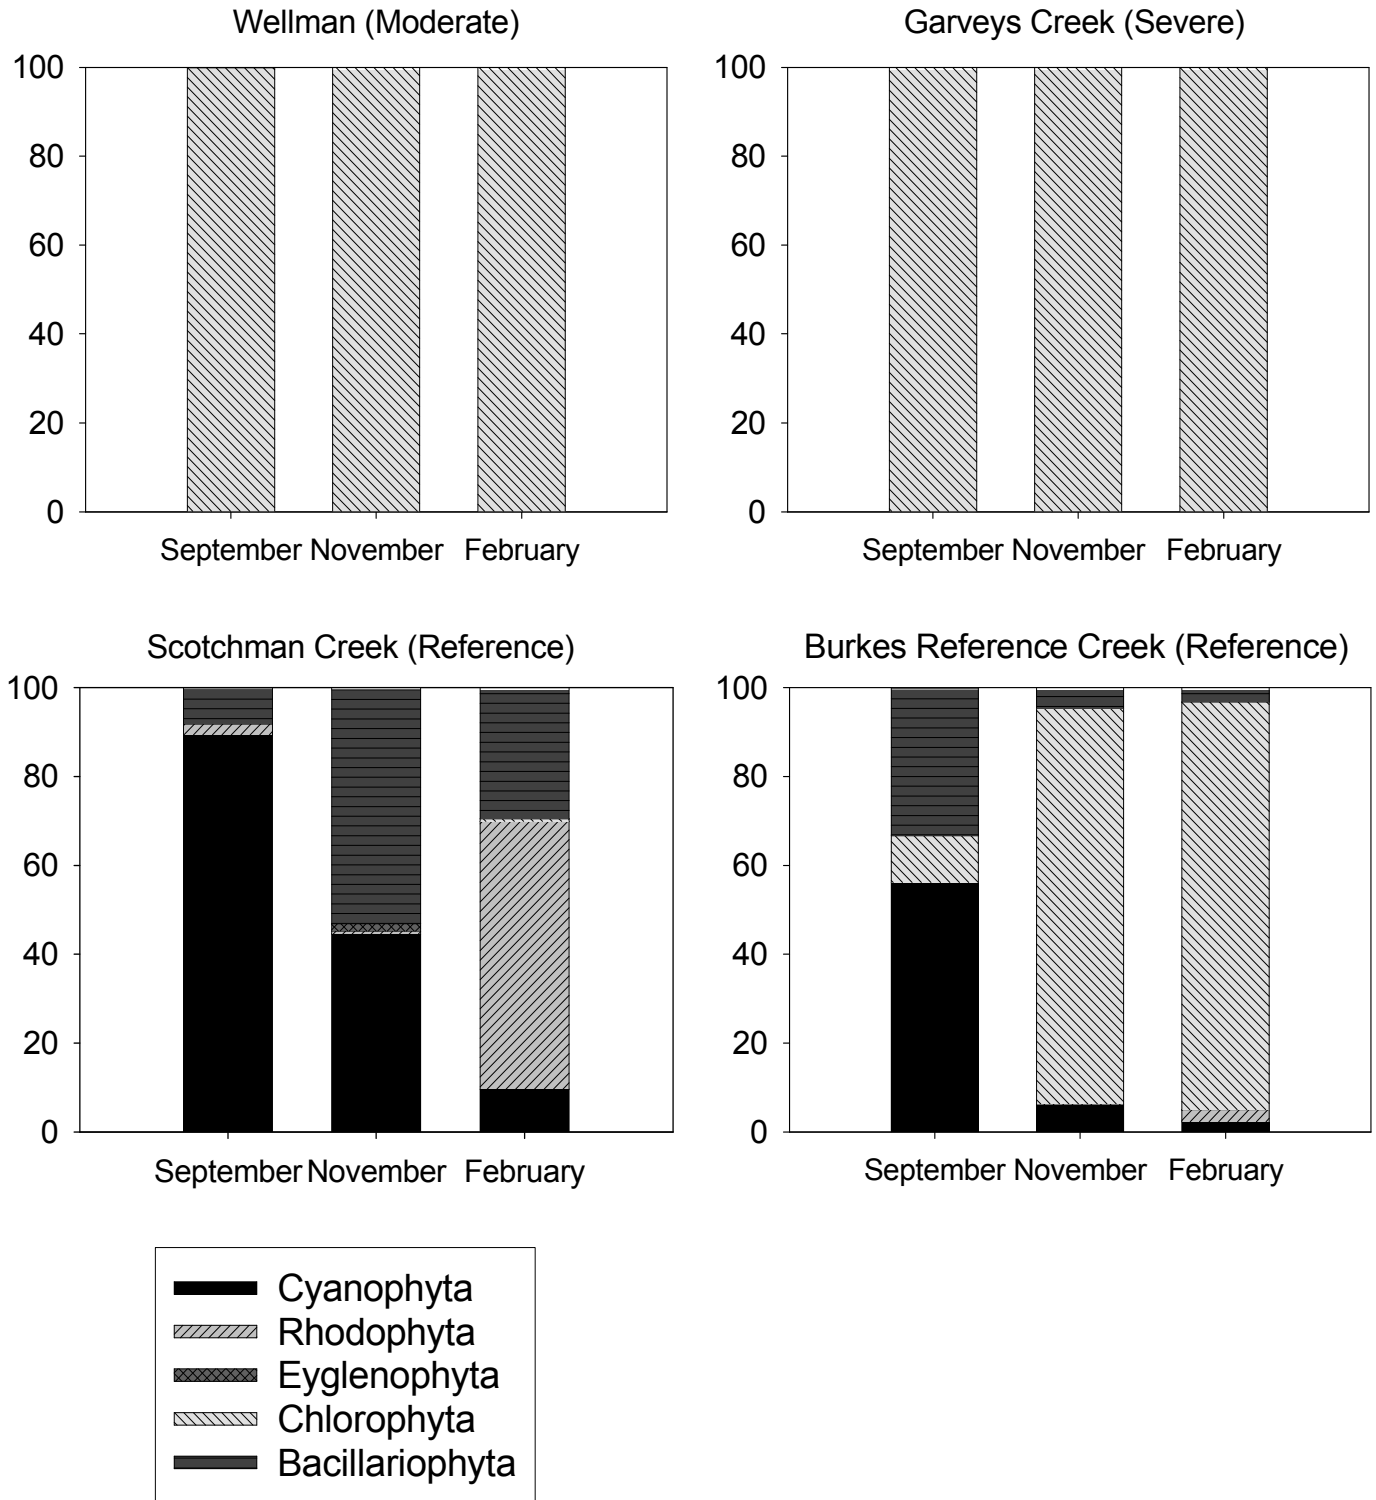 Wellman (Moderate)
100
80
60
40
20
0
September November February
Garveys Creek (Severe)
100
80
60
40
20
0
September November February
Scotchman Creek (Reference)
100
80
60
40
20
0
September November February
Burkes Reference Creek (Reference)
100
80
60
40
20
0
September November February
Cyanophyta
Rhodophyta
Eyglenophyta
Chlorophyta
Bacillariophyta